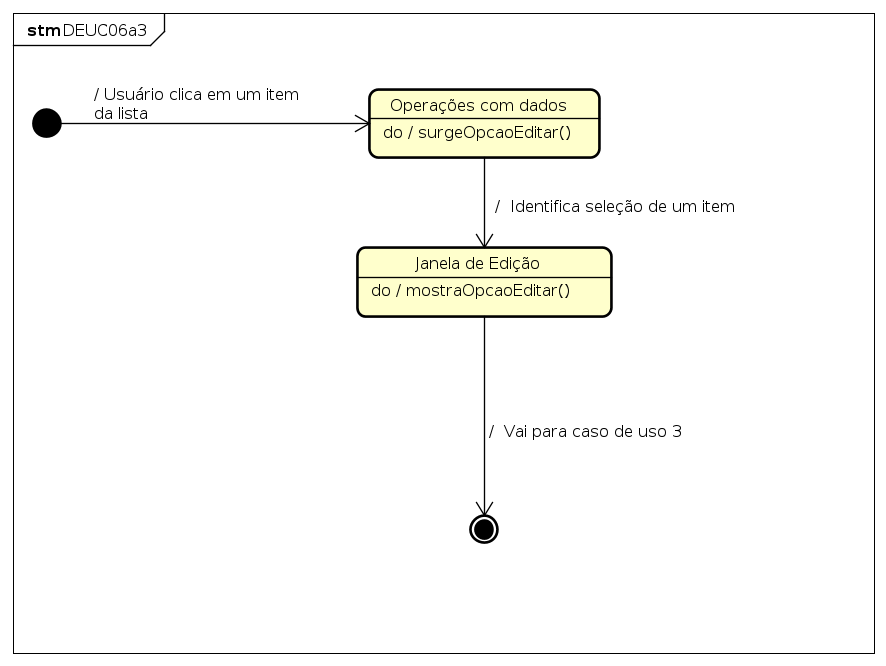 stm DEUC06a3
/ Usuário clica em um item
da lista
Operações com dados
do / surgeOpcaoEditar()
/ Identifica seleção de um item
Janela de Edição
do / mostraOpcaoEditar()
/ Vai para caso de uso 3